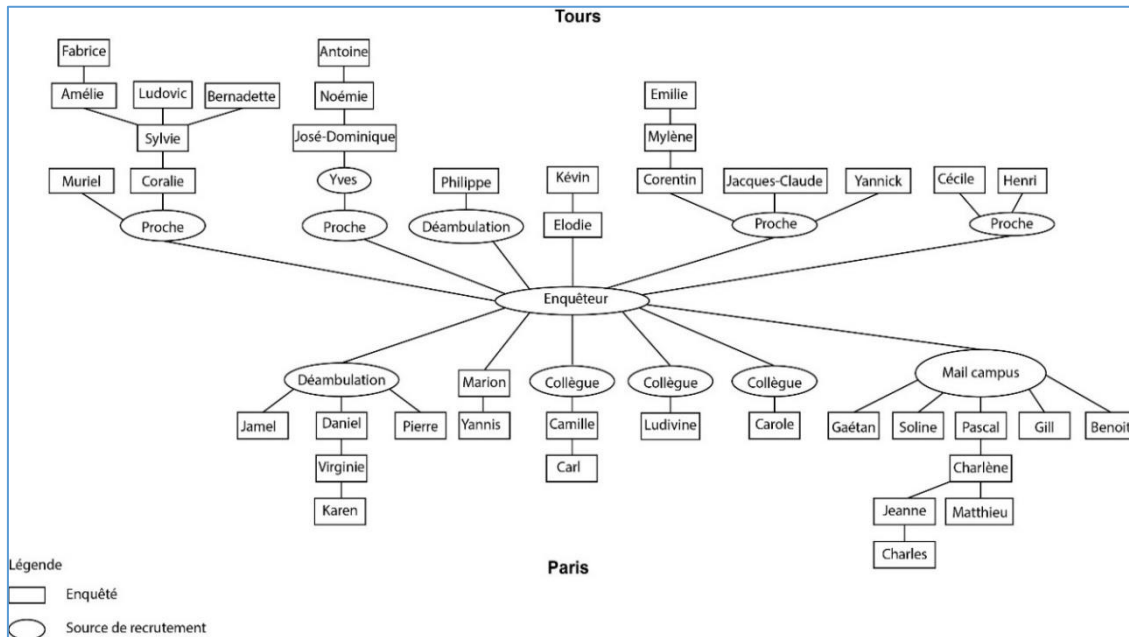 Tours
Fabrice
Antoine
Amélie
Ludovic
Bernadette
Noémie
Emilie
Sylvie
José-Dominique
Mylène
Muriel
Coralie
Yves
Philippe
Kévin
Corentin
Jacques-Claude
Yannick
Cécile
Henri
Proche
Proche
Déambulation
Elodie
Proche
Proche
Enquêteur
Déambulation
Marion
Collègue
Collègue
Collègue
Mail campus
Jamel
Daniel
Pierre
Yannis
Camille
Ludivine
Carole
Gaétan
Soline
Pascal
Gill
Benoit
Virginie
Carl
Charlène
Karen
Jeanne
Matthieu
Charles
Paris
Légende
Enquêté
Source de recrutement